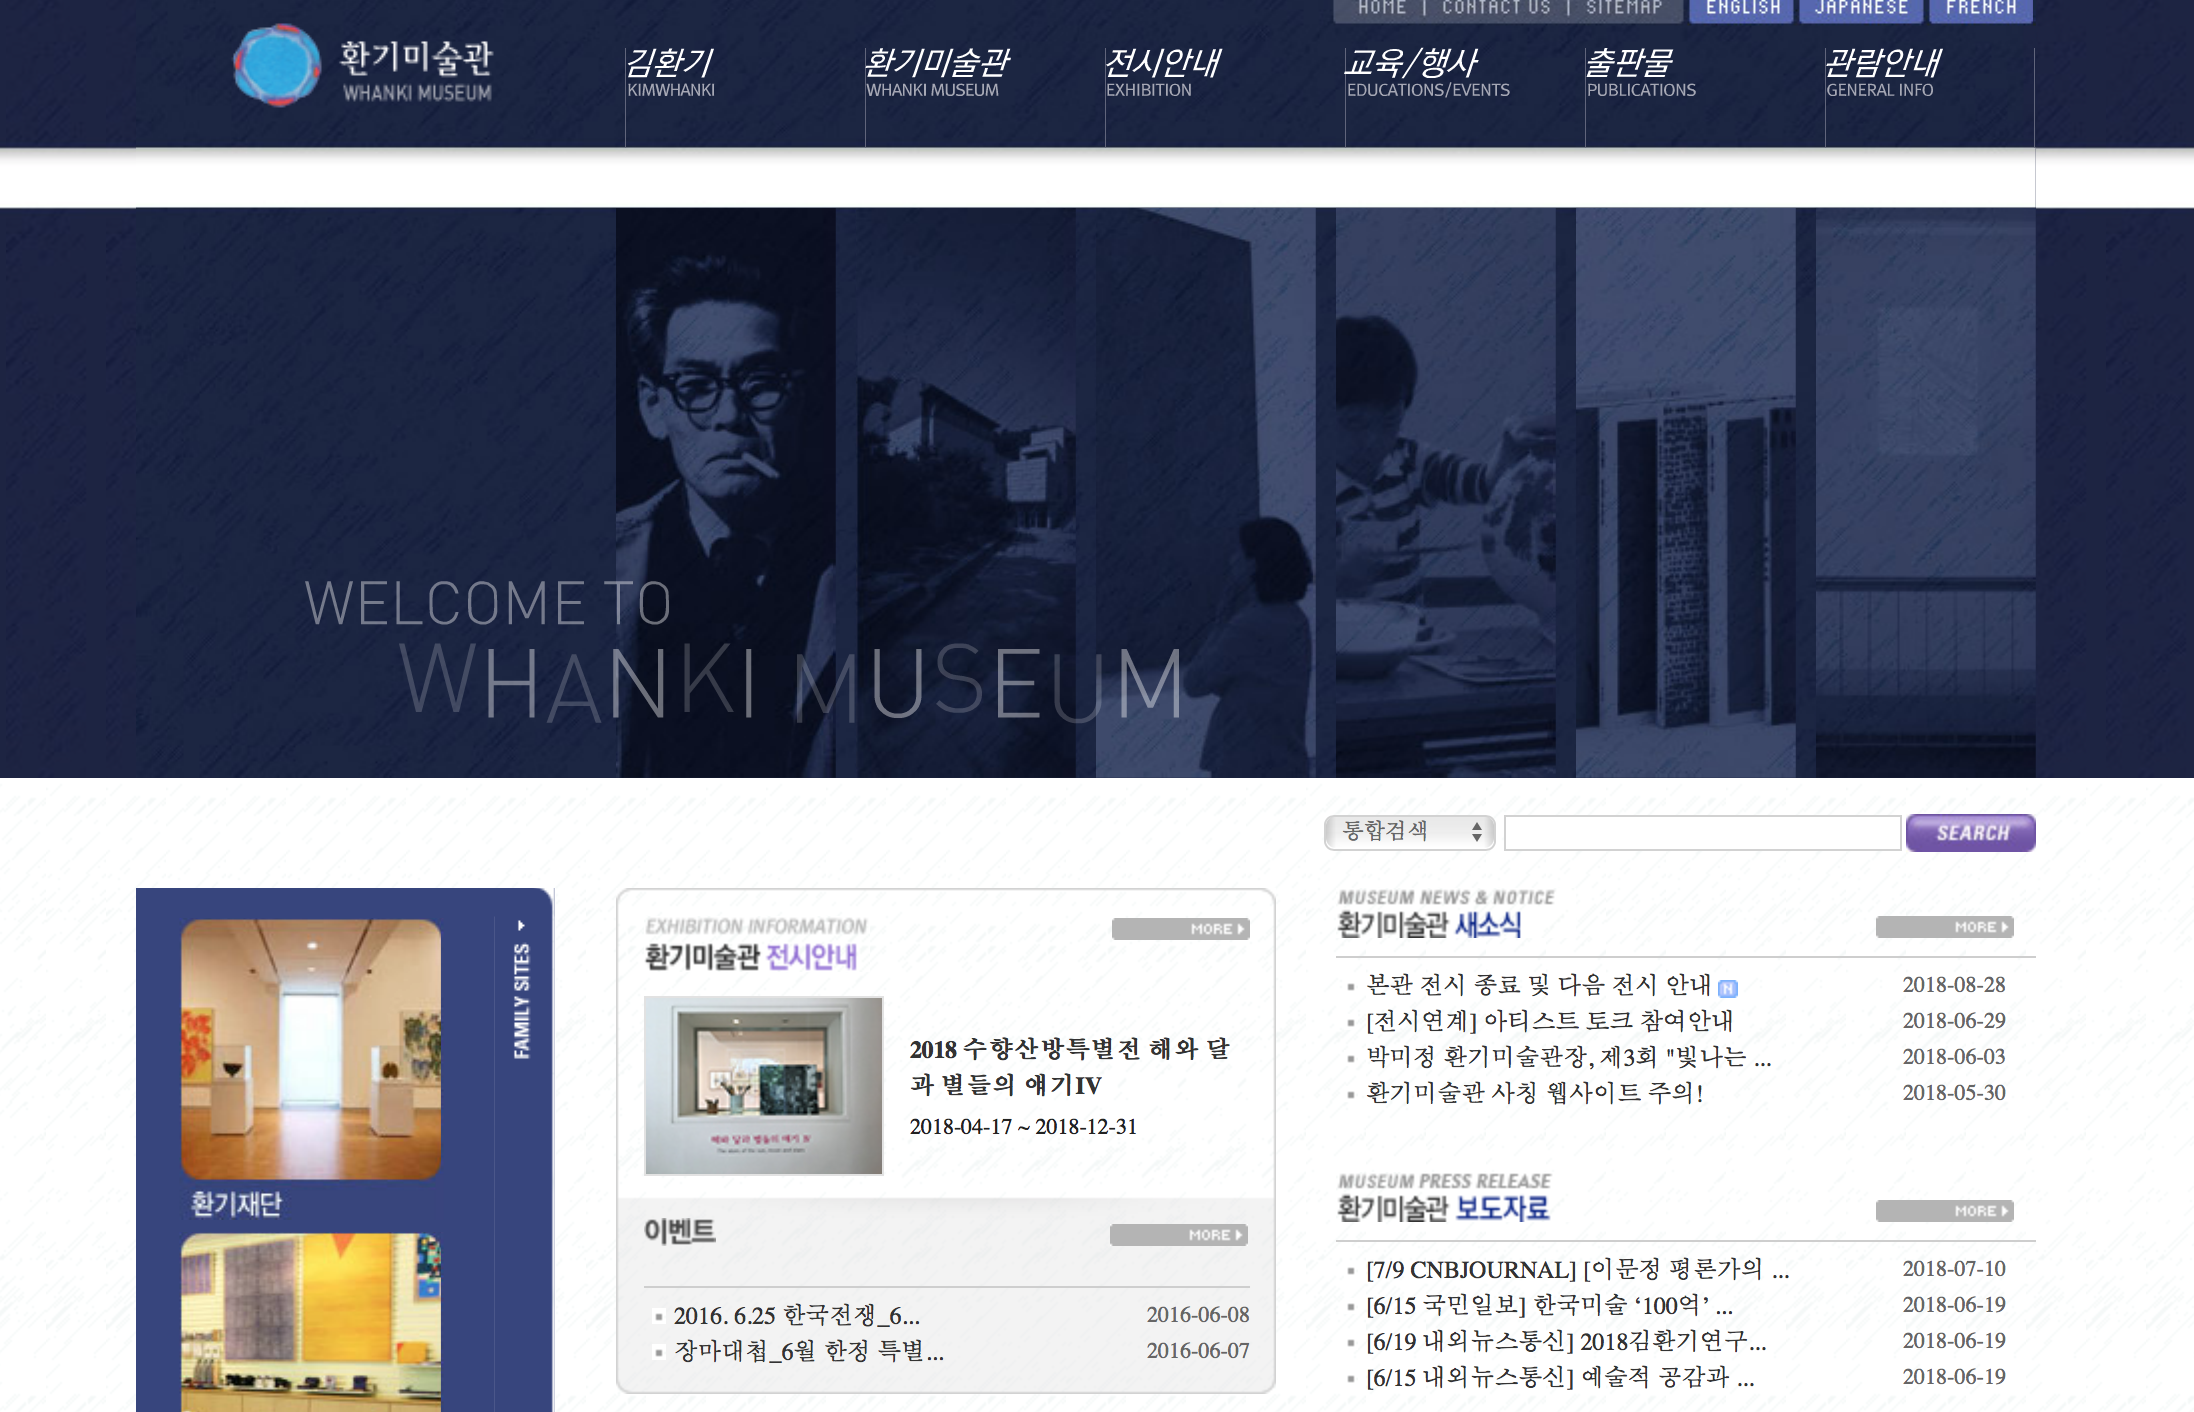 HOME | CONTACT US | SITEMAP
ENGLISH
JAPANESE
FRENCH
환기미술관
WHANKI MUSEUM
김환기
KIMWHANKI
환기미술관
WHANKI MUSEUM
전시안내
EXHIBITION
교육/행사
EDUCATIONS/EVENTS
출판물
PUBLICATIONS
관람안내
GENERAL INFO
WELCOME TO
WHANKI MUSEUM
통합검색
SEARCH
FAMILY SITES
환기재단
EXHIBITION INFORMATION
환기미술관 전시안내
MORE
해와 달과 별들의 얘기 Ⅳ
2018 수향산방특별전 해와 달
과 별들의 얘기IV
2018-04-17 ~ 2018-12-31
이벤트
MORE
2016. 6.25 한국전쟁_6... 2016-06-08
장마대첩_6월 한정 특별... 2016-06-07
MUSEUM NEWS & NOTICE
환기미술관 새소식
MORE
본관 전시 종료 및 다음 전시 안내 N 2018-08-28
[전시연계] 아티스트 토크 참여안내 2018-06-29
박미정 환기미술관장, 제3회 "빛나는 ... 2018-06-03
환기미술관 사칭 웹사이트 주의! 2018-05-30
MUSEUM PRESS RELEASE
환기미술관 보도자료
MORE
[7/9 CNBJOURNAL] [이문정 평론가의 ... 2018-07-10
[6/15 국민일보] 한국미술 ‘100억’ ... 2018-06-19
[6/19 내외뉴스통신] 2018김환기연구... 2018-06-19
[6/15 내외뉴스통신] 예술적 공감과 ... 2018-06-19